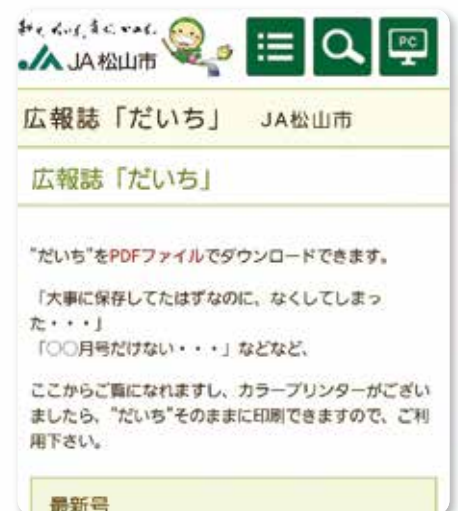 JA松山市
PC
広報誌「だいち」　JA松山市
広報誌「だいち」
"だいち"をPDFファイルでダウンロードできます。
「大事に保存してたはずなのに、なくしてしまっ
た・・・」
「○○月号だけない・・・」などなど、
ここからご覧になれますし、カラープリンターがござい
ましたら、"だいち"そのままに印刷できますので、ご利
用下さい。
最新号